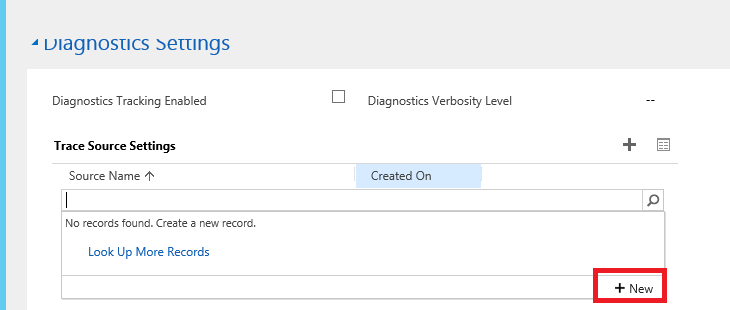 Diagnostics Settings
Diagnostics Tracking Enabled
Diagnostics Verbosity Level
--
Trace Source Settings
Source Name
Created On
No records found. Create a new record.
Look Up More Records
New